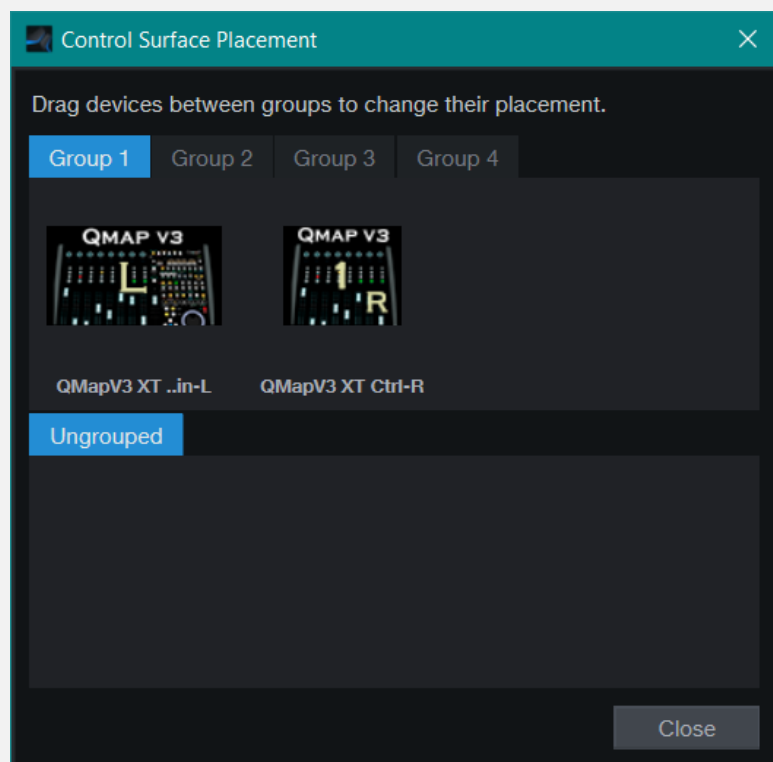 Control Surface Placement
Drag devices between groups to change their placement.
Group 1 Group 2 Group 3 Group 4
QMAP V3 QMAP V3
L 1
R
QMapV3 XT ..in-L QMapV3 XT Ctrl-R
Ungrouped
Close